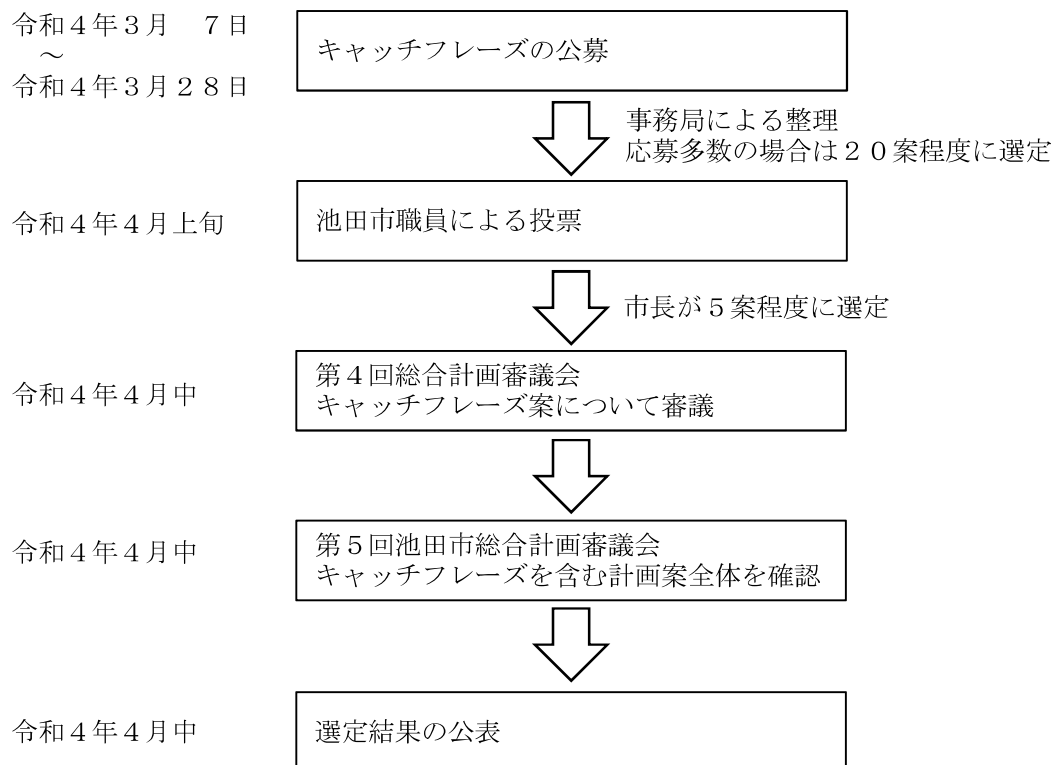 令和４年３月　７日
～
令和４年３月２８日
キャッチフレーズの公募
事務局による整理
応募多数の場合は２０案程度に選定
令和４年４月上旬
池田市職員による投票
市長が５案程度に選定
令和４年４月中
第４回総合計画審議会
キャッチフレーズ案について審議
令和４年４月中
第５回池田市総合計画審議会
キャッチフレーズを含む計画案全体を確認
令和４年４月中
選定結果の公表